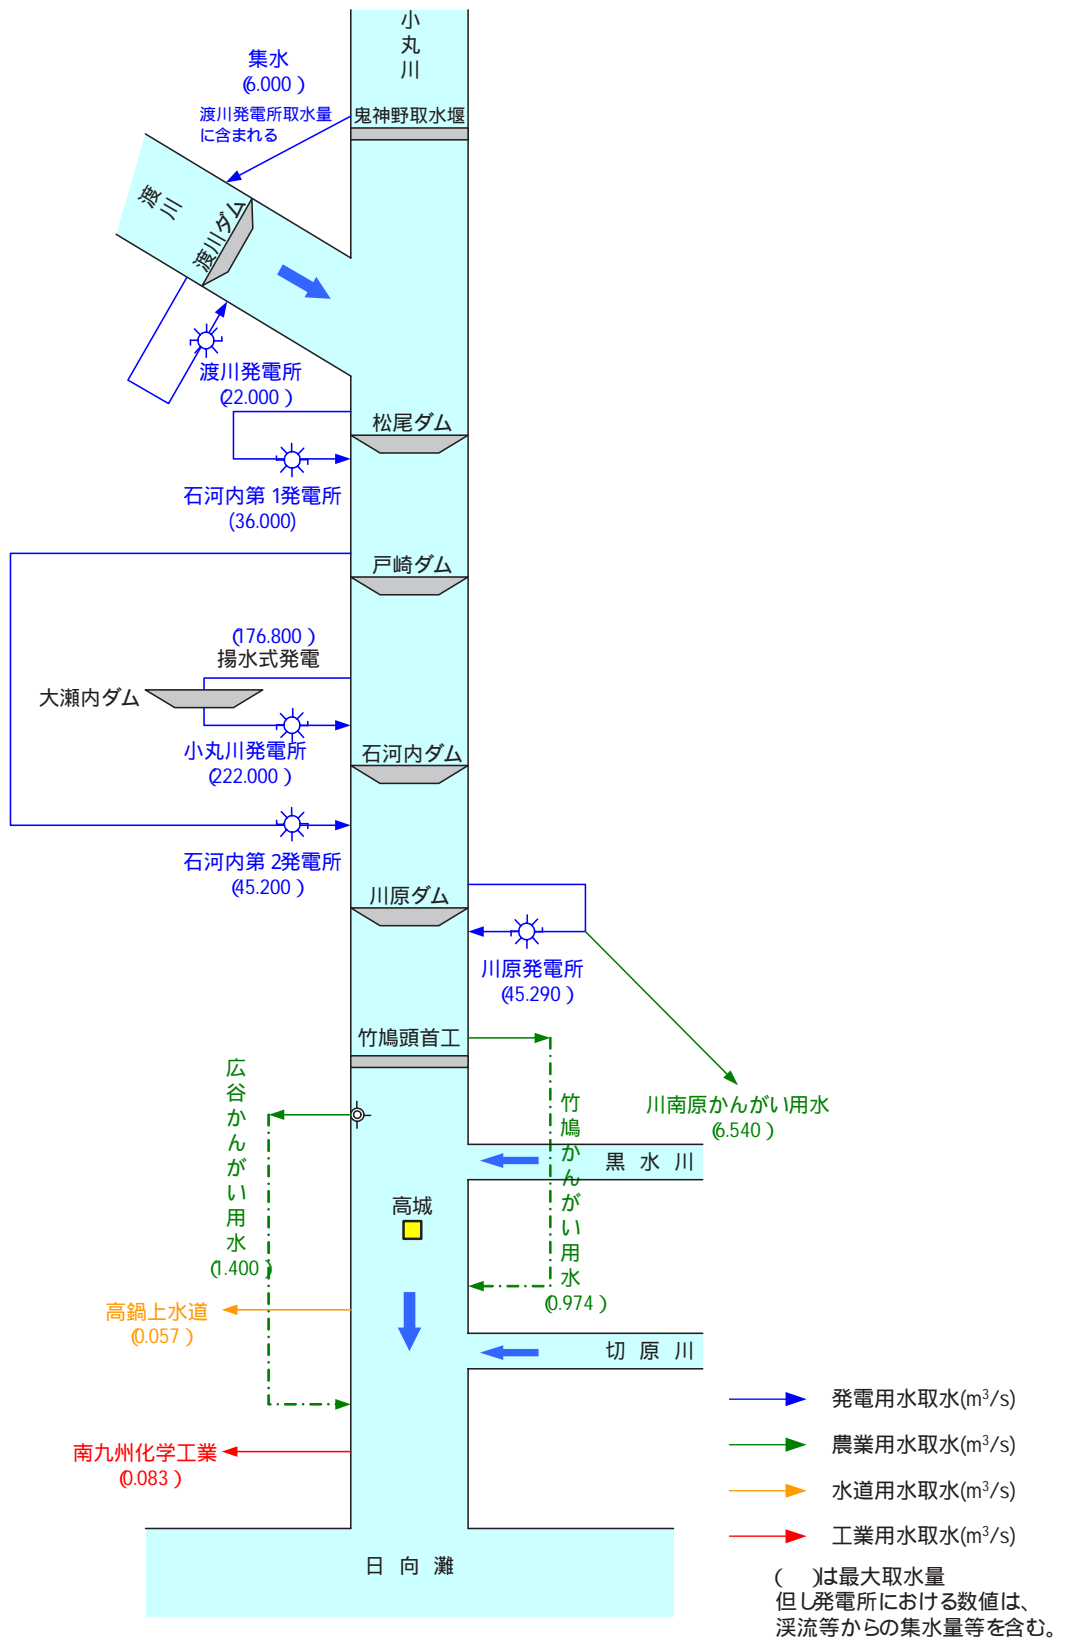 小丸川
集水
(6.000)
渡川発電所取水量
に含まれる
鬼神野取水堰
渡川
渡川ダム
渡川発電所
(22.000)
松尾ダム
石河内第1発電所
(36.000)
戸崎ダム
(176.800)
揚水式発電
大瀬内ダム
小丸川発電所
(222.000)
石河内ダム
石河内第2発電所
(45.200)
川原ダム
川原発電所
(45.290)
竹鳩頭首工
広谷かんがい用水
(1.400)
竹鳩かんがい用水
(0.974)
川南原かんがい用水
(6.540)
黒水川
高城
高鍋上水道
(0.057)
切原川
南九州化学工業
(0.083)
日向灘
発電用水取水(m³/s)
農業用水取水(m³/s)
水道用水取水(m³/s)
工業用水取水(m³/s)
( )は最大取水量
但し発電所における数値は、
渓流等からの集水量等を含む。